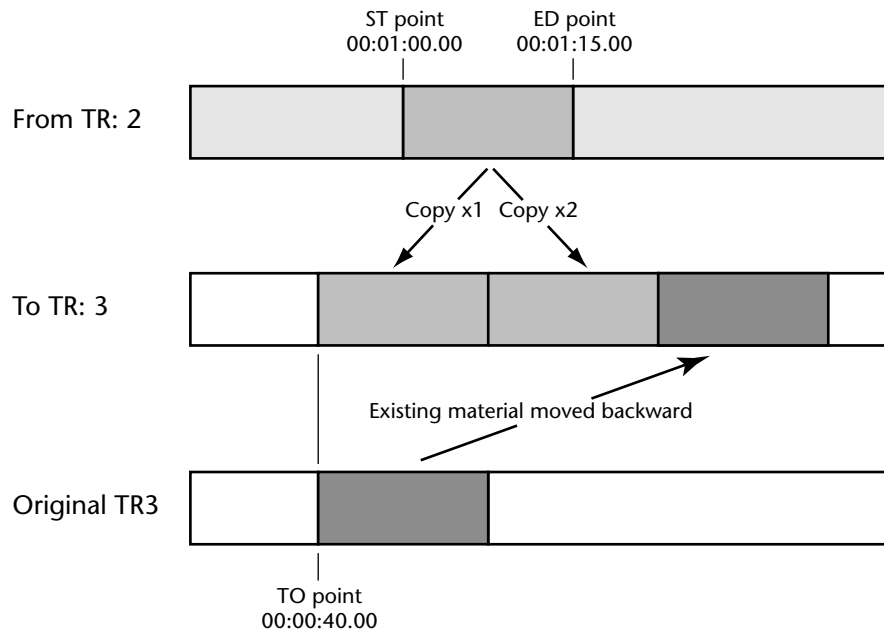 ST point
00:01:00.00
ED point
00:01:15.00
From TR: 2
Copy x1
Copy x2
To TR: 3
Existing material moved backward
Original TR3
TO point
00:00:40.00